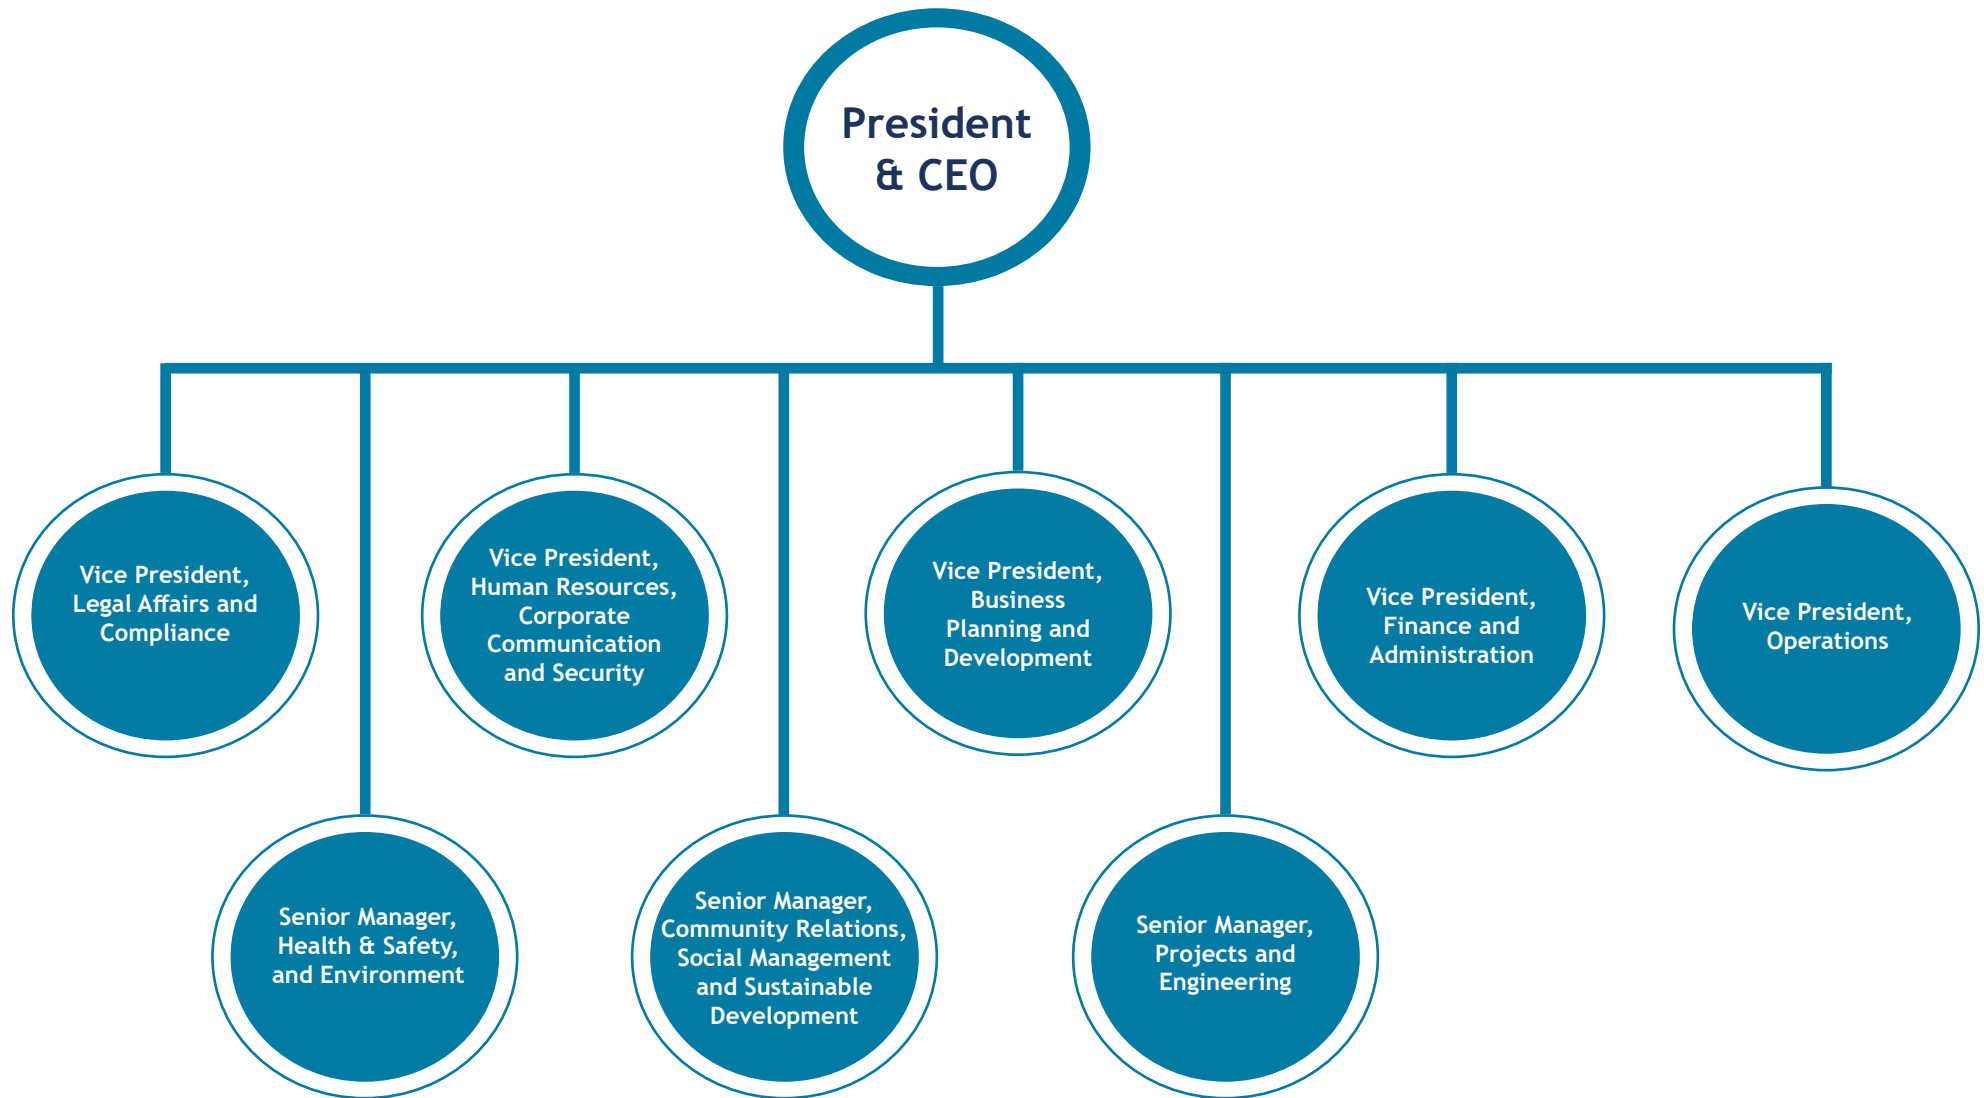 President
& CEO
Vice President,
Legal Affairs and
Compliance
Vice President,
Human Resources,
Corporate
Communication
and Security
Vice President,
Business
Planning and
Development
Vice President,
Finance and
Administration
Vice President,
Operations
Senior Manager,
Health & Safety,
and Environment
Senior Manager,
Community Relations,
Social Management
and Sustainable
Development
Senior Manager,
Projects and
Engineering